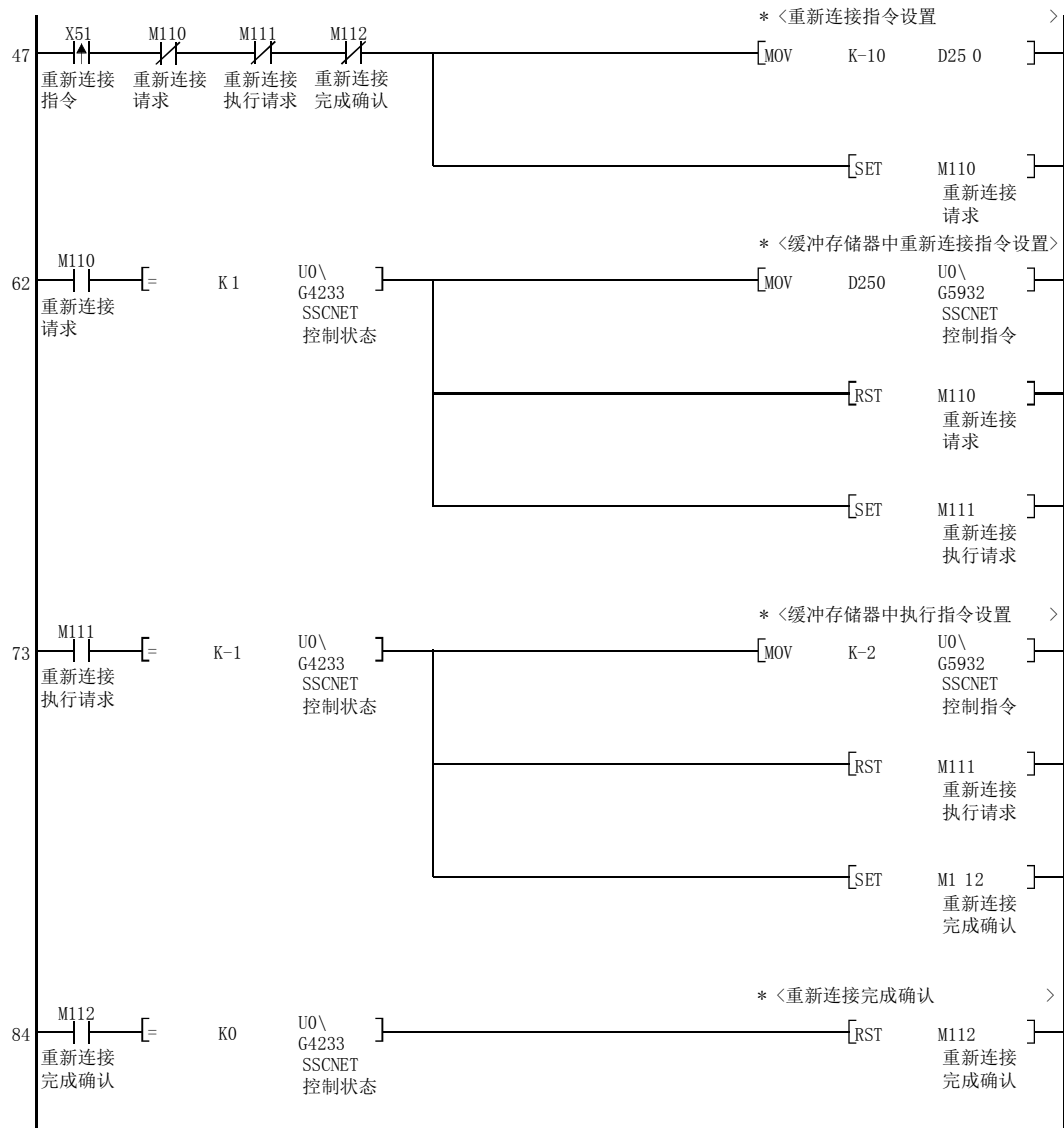 * <重新连接指令设置 >
X51 M110 M111 M112
47 [MOV K-10 D25 0 ]
重新连接 重新连接 重新连接 重新连接
指令 请求 执行请求 完成确认
[SET M110 ]
重新连接
请求
* <缓冲存储器中重新连接指令设置>
M110
62 [= K1 U0\ G4233 ] [MOV D250 U0\ G5932 ]
重新连接 SSCNET SSCNET
请求 控制状态 控制指令
[RST M110 ]
重新连接
请求
[SET M111 ]
重新连接
执行请求
* <缓冲存储器中执行指令设置 >
M111
73 [= K-1 U0\ G4233 ] [MOV K-2 U0\ G5932 ]
重新连接 SSCNET SSCNET
执行请求 控制状态 控制指令
[RST M111 ]
重新连接
执行请求
[SET M1 12 ]
重新连接
完成确认
* <重新连接完成确认 >
M112
84 [= K0 U0\ G4233 ] [RST M112 ]
重新连接 SSCNET 重新连接
完成确认 控制状态 完成确认